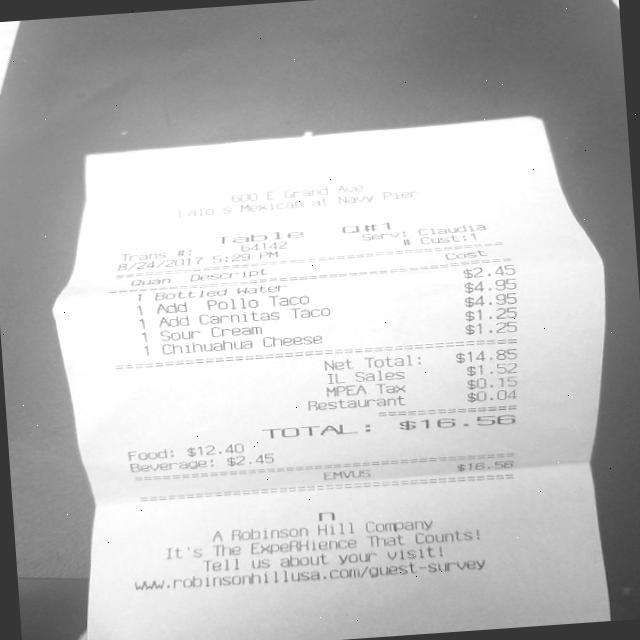 600 E Grand Ave
Lalo s Mexican at Navy Pier
Table Q#1
Trans #: 64142 Serv: Claudia
8/24/2017 5:29 PM # Cust:1
Quan Descript Cost
1 Bottled Water $2.45
1 Add Pollo Taco $4.95
1 Add Carnitas Taco $4.95
1 Sour Cream $1.25
1 Chihuahua Cheese $1.25
Net Total: $14.85
IL Sales $1.52
MPEA Tax $0.15
Restaurant $0.04
TOTAL: $16.56
Food: $12.40
Beverage: $2.45
EMVUS $16.56
n
A Robinson Hill Company
It's The ExpeRHience That Counts!
Tell us about your visit!
www.robinsonhillusa.com/guest-survey